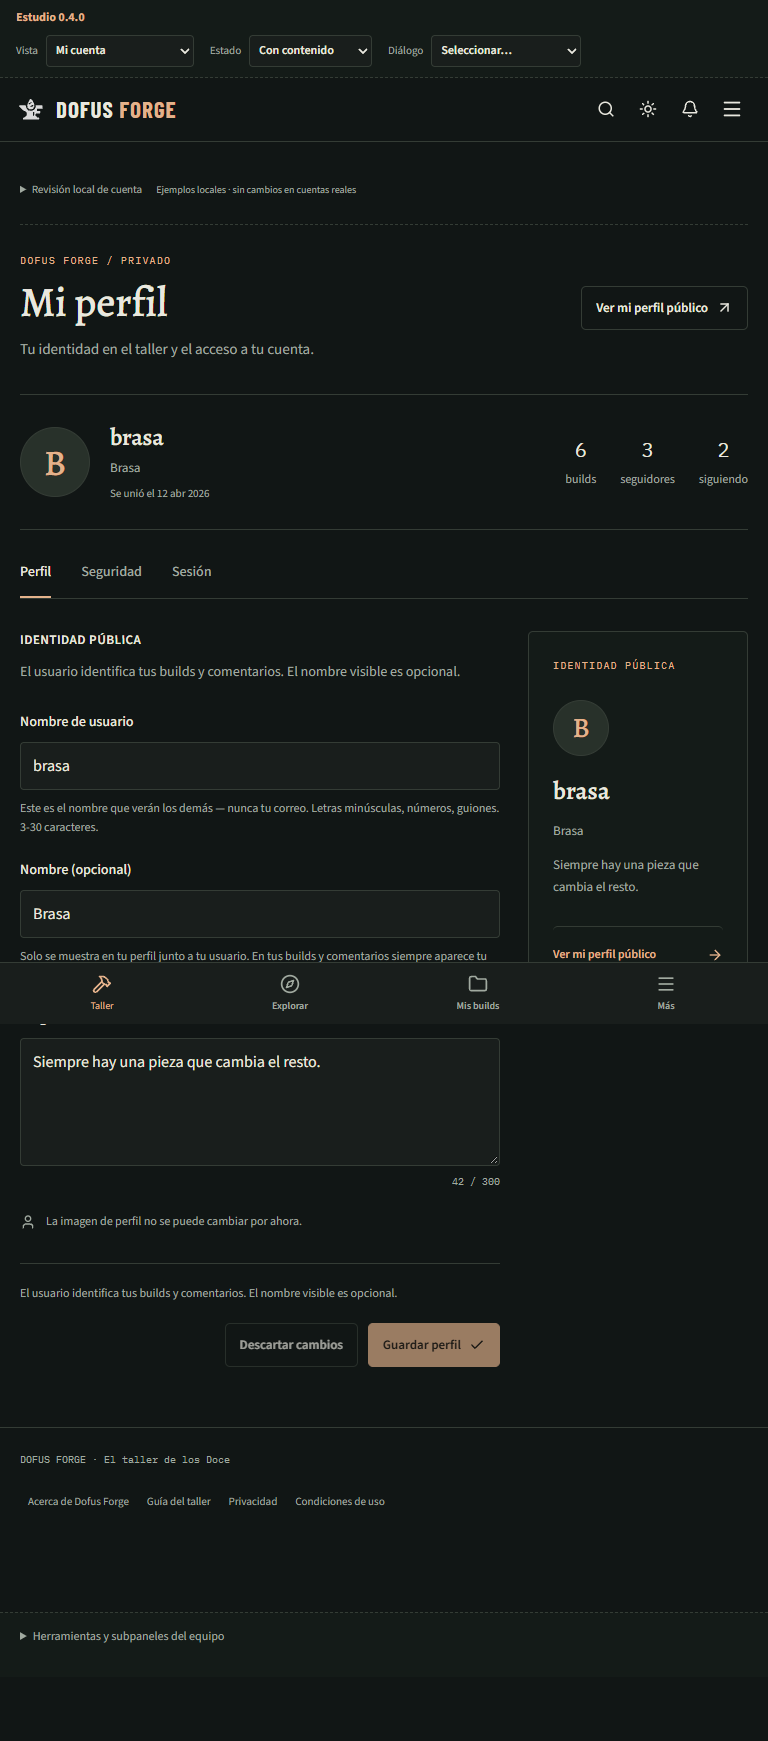 Estudio 0.4.0
Vista Mi cuenta Estado Con contenido Diálogo Seleccionar...
DOFUS FORGE
Revisión local de cuenta Ejemplos locales · sin cambios en cuentas reales
DOFUS FORGE / PRIVADO
Mi perfil
Ver mi perfil público
Tu identidad en el taller y el acceso a tu cuenta.
B
brasa
Brasa
Se unió el 12 abr 2026
6 3 2
builds seguidores siguiendo
Perfil Seguridad Sesión
IDENTIDAD PÚBLICA
El usuario identifica tus builds y comentarios. El nombre visible es opcional.
Nombre de usuario
brasa
Este es el nombre que verán los demás — nunca tu correo. Letras minúsculas, números, guiones.
3-30 caracteres.
Nombre (opcional)
Brasa
Solo se muestra en tu perfil junto a tu usuario. En tus builds y comentarios siempre aparece tu
IDENTIDAD PÚBLICA
B
brasa
Brasa
Siempre hay una pieza que
cambia el resto.
Ver mi perfil público
Taller Explorar Mis builds Más
Siempre hay una pieza que cambia el resto.
42 / 300
La imagen de perfil no se puede cambiar por ahora.
El usuario identifica tus builds y comentarios. El nombre visible es opcional.
Descartar cambios Guardar perfil
DOFUS FORGE · El taller de los Doce
Acerca de Dofus Forge Guía del taller Privacidad Condiciones de uso
Herramientas y subpaneles del equipo